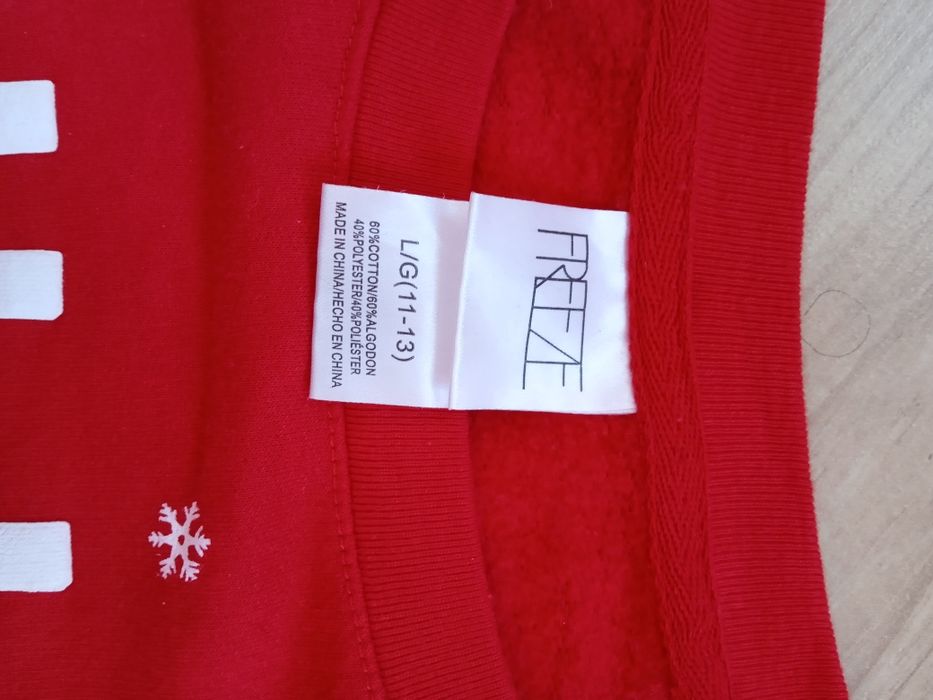 FREEZE
L/G(11-13)
60%COTTON/60%ALGODON
40%POLYESTER/40%POLIÉSTER
MADE IN CHINA/HECHO EN CHINA